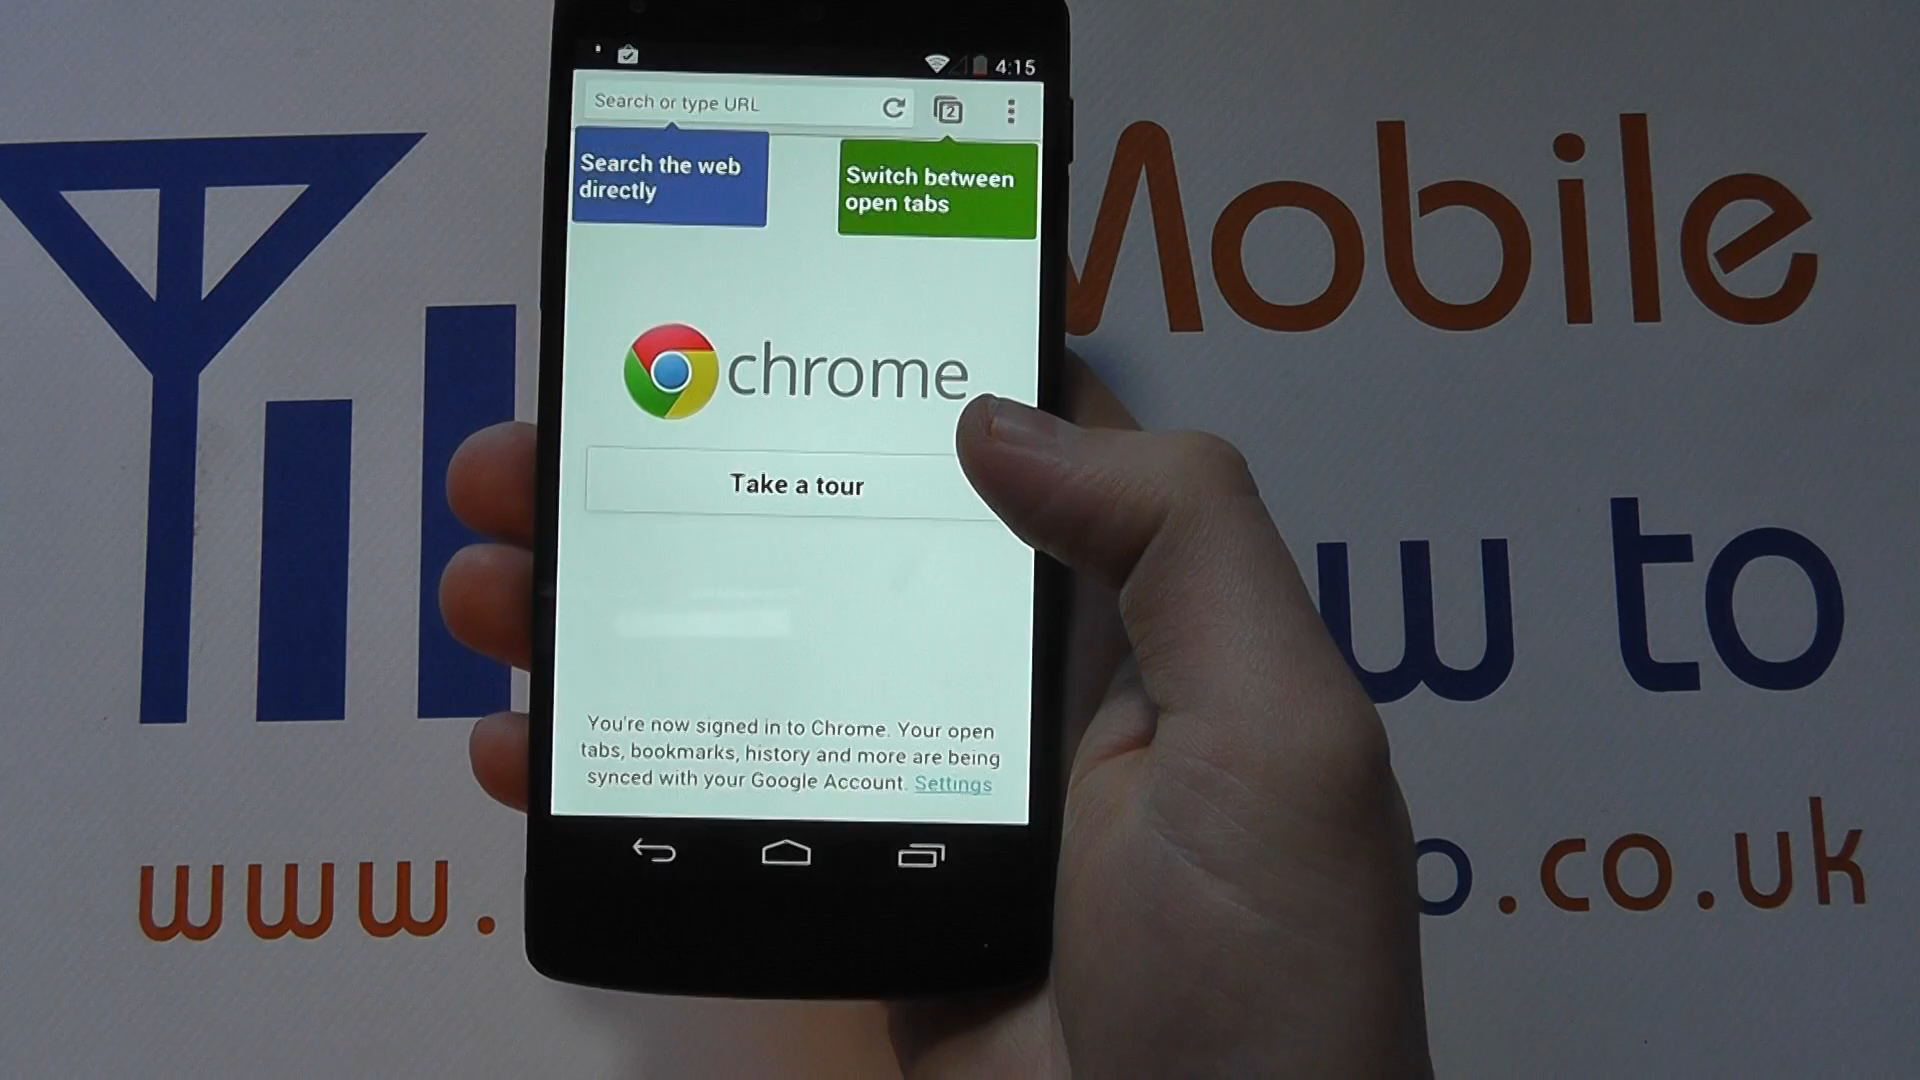 4:15
Search or type URL
2
Search the web
directly
Switch between
open tabs
chrome
Take a tour
You're now signed in to Chrome. Your open
tabs, bookmarks, history and more are being
synced with your Google Account. Settings
Mobile
to
www.
.co.uk